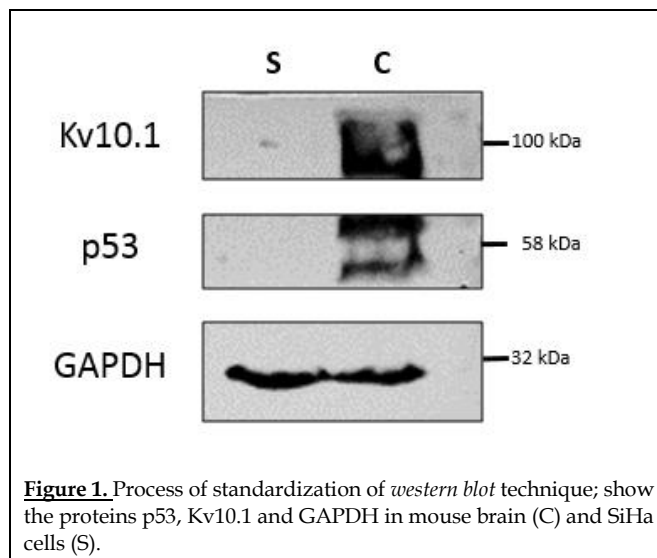 S C
Kv10.1 100 kDa
p53 58 kDa
GAPDH 32 kDa
Figure 1. Process of standardization of western blot technique; show
the proteins p53, Kv10.1 and GAPDH in mouse brain (C) and SiHa
cells (S).